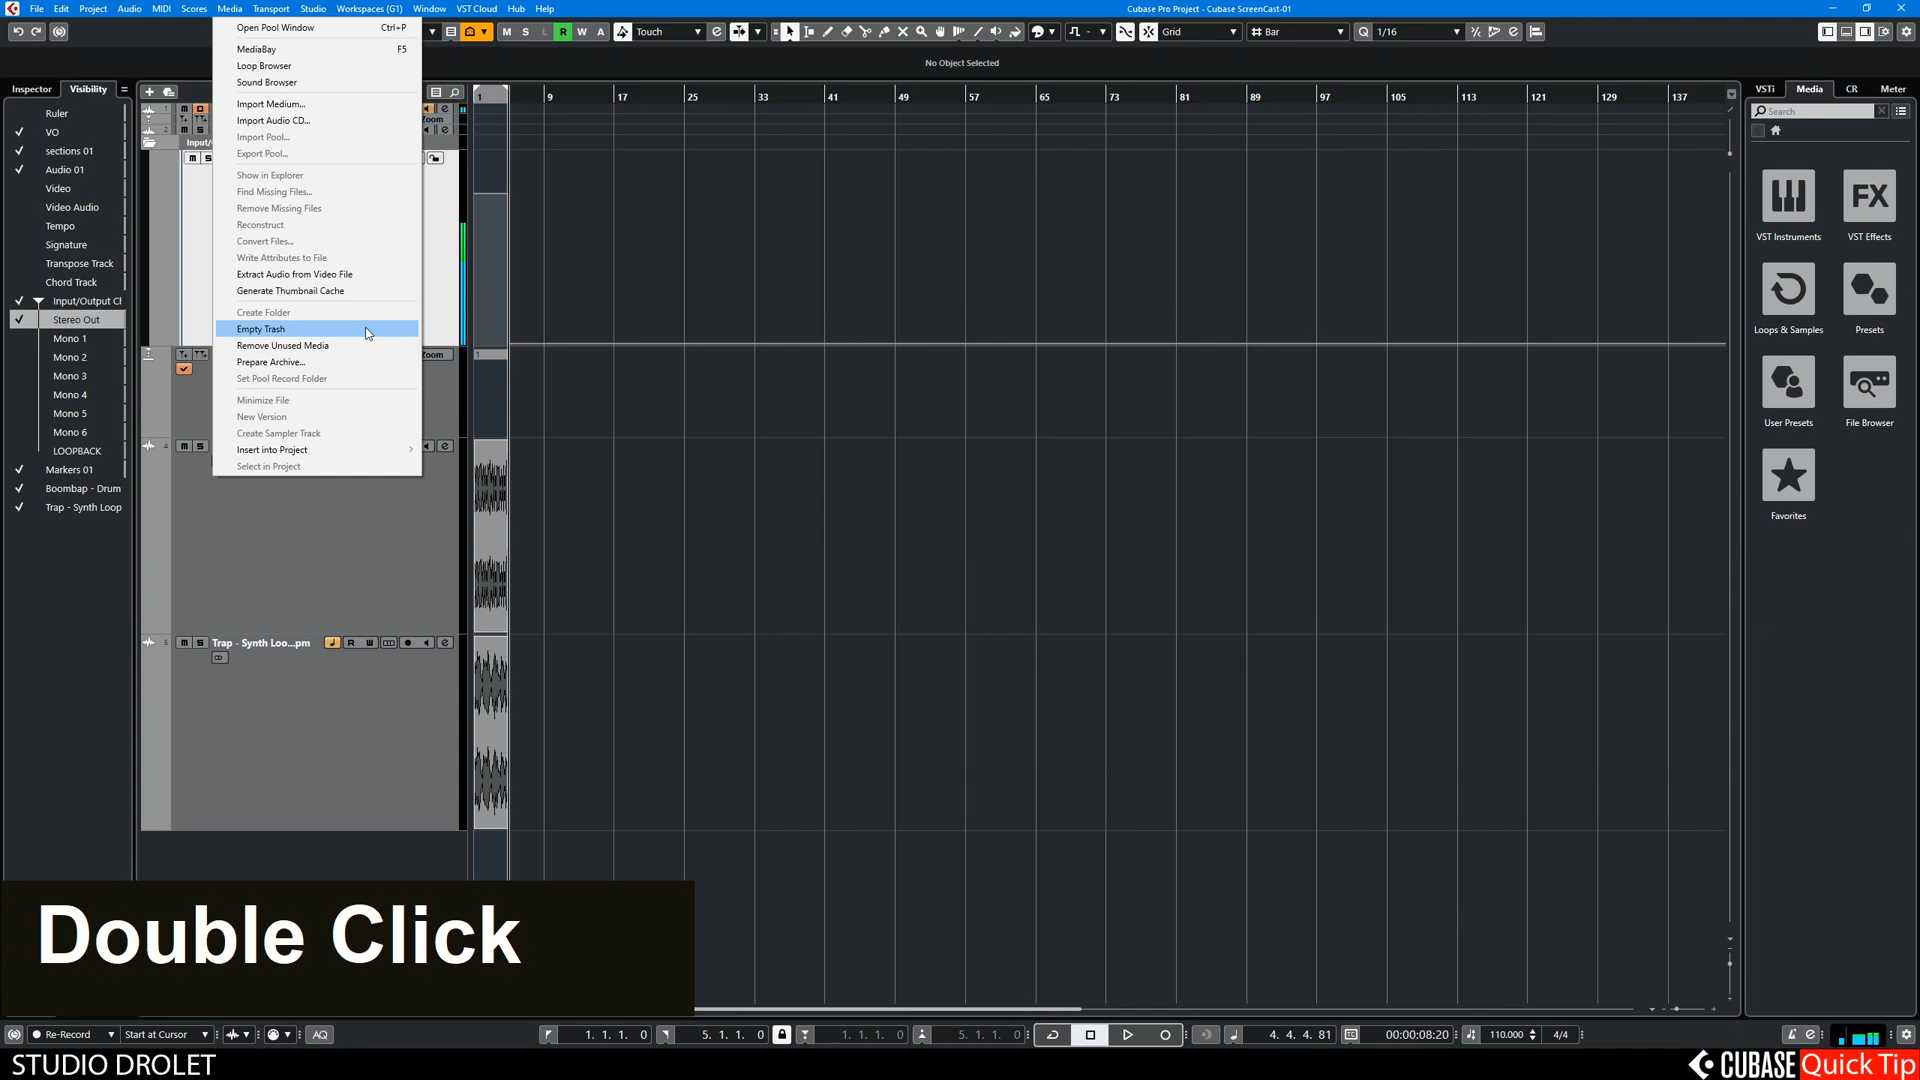 File Edit Project Audio MIDI Scores Media Transport Studio Workspaces (G1) Window VST Cloud Hub Help
Cubase Pro Project - Cubase ScreenCast-01
Open Pool Window Ctrl+P
MediaBay F5
Loop Browser
Sound Browser
Import Medium...
Import Audio CD...
Import Pool...
Export Pool...
Show in Explorer
Find Missing Files...
Remove Missing Files
Reconstruct
Convert Files...
Write Attributes to File
Extract Audio from Video File
Generate Thumbnail Cache
Create Folder
Empty Trash
Remove Unused Media
Prepare Archive...
Set Pool Record Folder
Minimize File
New Version
Create Sampler Track
Insert into Project
Select in Project
M S L R W A Touch Grid Bar Q 1/16
No Object Selected
Inspector Visibility
Ruler
VO
sections 01
Audio 01
Video
Video Audio
Tempo
Signature
Transpose Track
Chord Track
Input/Output Ch
Stereo Out
Mono 1
Mono 2
Mono 3
Mono 4
Mono 5
Mono 6
LOOPBACK
Markers 01
Boombap - Drum
Trap - Synth Loop
1 M
Zoom
2 M S
Input/
M S
Zoom
4 M S
5 M S Trap - Synth Loo...pm R W
1 9 17 25 33 41 49 57 65 73 81 89 97 105 113 121 129 137
1
VSTi Media CR Meter
Search
VST Instruments FX VST Effects
Loops & Samples Presets
User Presets File Browser
Favorites
Double Click
Re-Record Start at Cursor AQ 1. 1. 1. 0 5. 1. 1. 0 1. 1. 1. 0 5. 1. 1. 0 4. 4. 4. 81 00:00:08:20 110.000 4/4
STUDIO DROLET
CUBASE Quick Tip